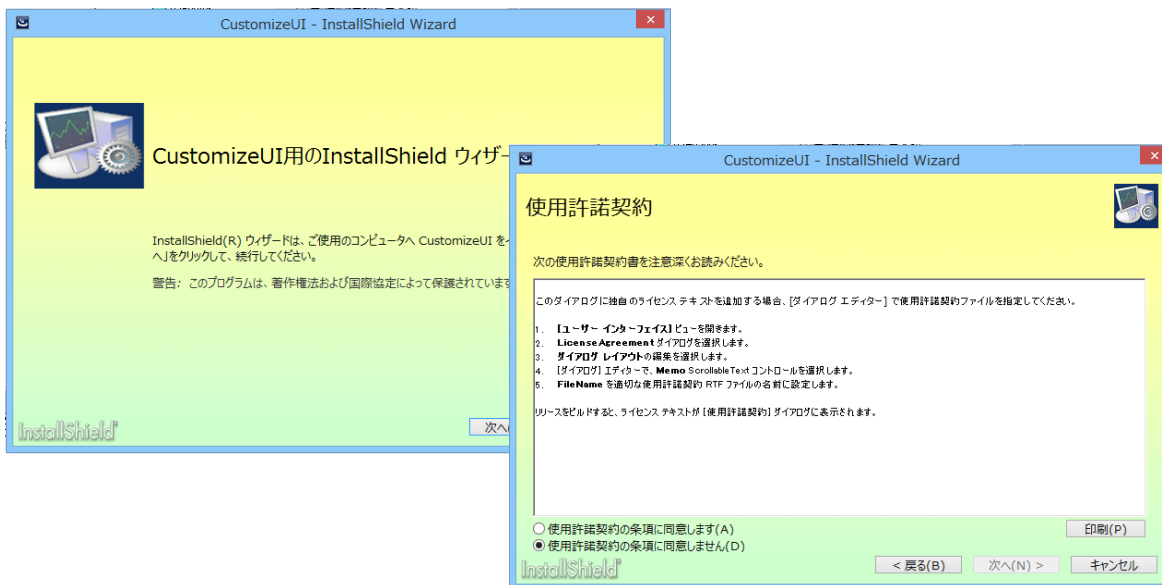 CustomizeUI - InstallShield Wizard
CustomizeUI用のInstallShield ウィザー
InstallShield(R) ウィザードは、ご使用のコンピュータへ CustomizeUI を
へ」をクリックして、続行してください。
警告: このプログラムは、著作権法および国際協定によって保護されています
InstallShield
次へ
CustomizeUI - InstallShield Wizard
使用許諾契約
次の使用許諾契約書を注意深くお読みください。
このダイアログに独自 のライセンス テキストを追加する場合、[ダイアログ エディター] で使用許諾契約ファイルを指定してください。
1. [ユーザー インターフェイス] ビューを開きます。
2. LicenseAgreement ダイアログを選択します。
3. ダイアログ レイアウトの編集を選択します。
4. [ダイアログ] エディターで、Memo ScrollableText コントロールを選択します。
5. FileName を適切な使用許諾契約 RTF ファイルの名前に設定します。
リリースをビルドすると、ライセンス テキストが [使用許諾契約] ダイアログに表示されます。
使用許諾契約の条項に同意します(A)
印刷(P)
使用許諾契約の条項に同意しません(D)
InstallShield
< 戻る(B)
次へ(N) >
キャンセル